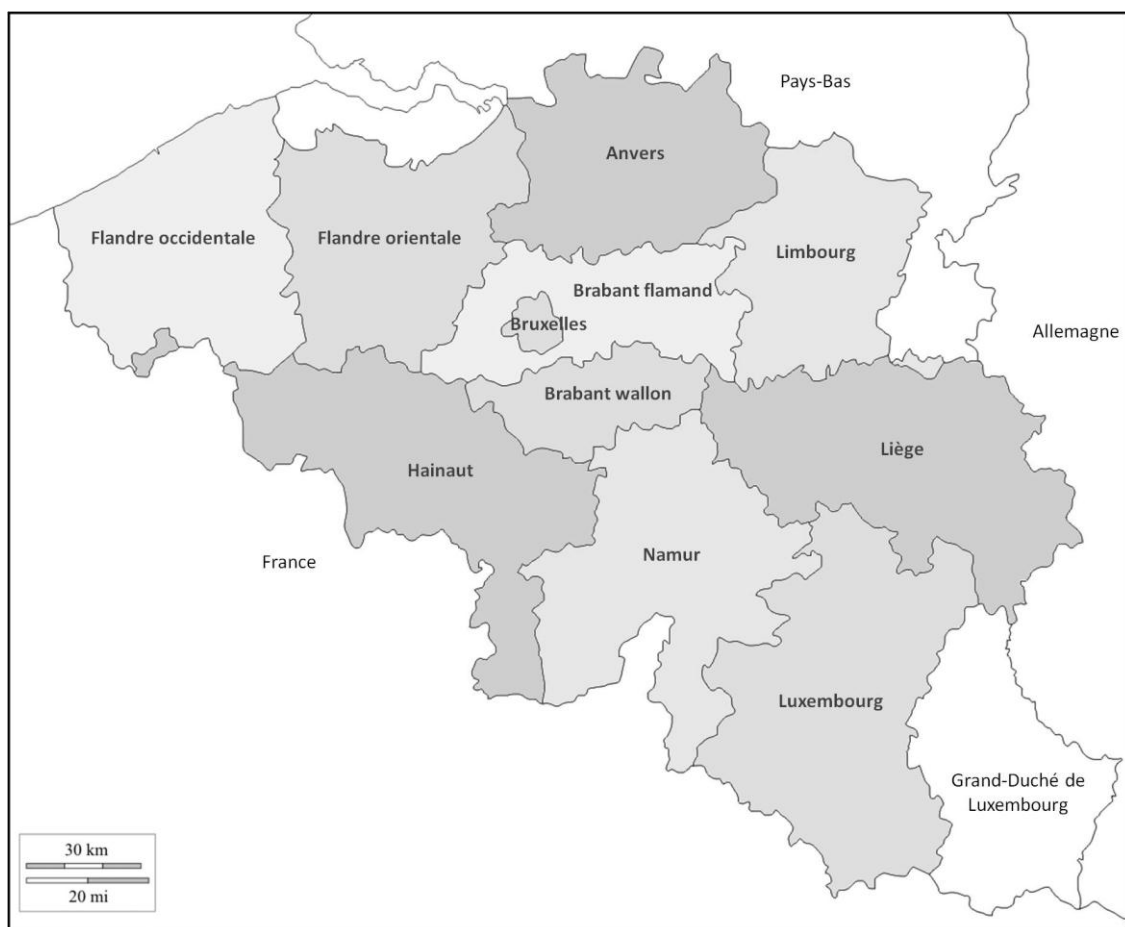 Pays-Bas
Anvers
Flandre occidentale
Flandre orientale
Limbourg
Brabant flamand
Bruxelles
Allemagne
Brabant wallon
Liège
Hainaut
France
Namur
Luxembourg
Grand-Duché de
Luxembourg
30 km
20 mi